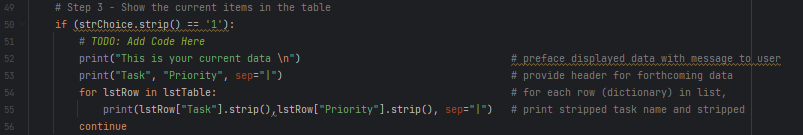 49 # Step 3 - Show the current items in the table
50 if (strChoice.strip() == '1'):
51 # TODO: Add Code Here
52 print("This is your current data \n") # preface displayed data with message to user
53 print("Task", "Priority", sep="|") # provide header for forthcoming data
54 for lstRow in lstTable: # for each row (dictionary) in list,
55 print(lstRow["Task"].strip(),lstRow["Priority"].strip(), sep="|") # print stripped task name and stripped
56 continue